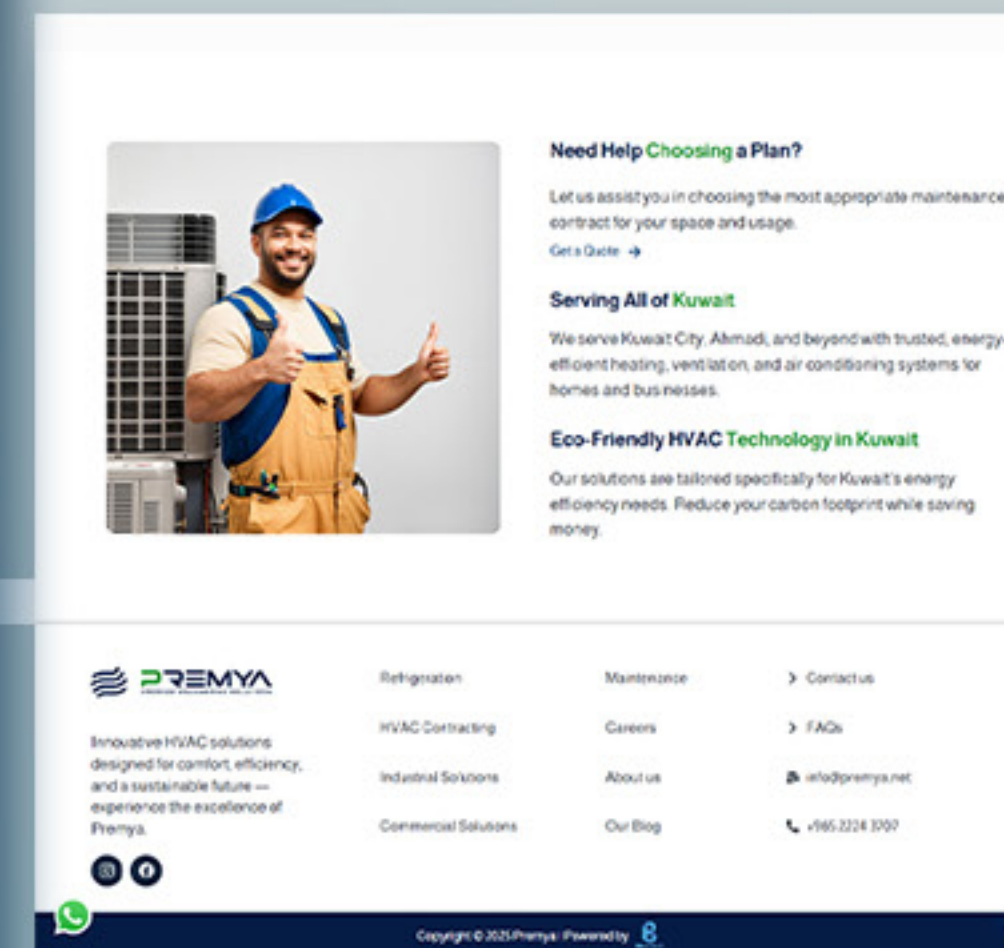 Need Help Choosing a Plan?
Let us assist you in choosing the most appropriate maintenance
contract for your space and usage.
Get a Quote
Serving All of Kuwait
We serve Kuwait City, Ahmadi, and beyond with trusted, energy-
efficient heating, ventilation, and air conditioning systems for
homes and businesses.
Eco-Friendly HVAC Technology in Kuwait
Our solutions are tailored specifically for Kuwait's energy
efficiency needs. Reduce your carbon footprint while saving
money.
PREMYA
Innovative HVAC solutions
designed for comfort, efficiency,
and a sustainable future —
experience the excellence of
Premya.
Refrigeration
HVAC Contracting
Industrial Solutions
Commercial Solutions
Maintenance
Careers
About us
Our Blog
Contact us
FAQs
info@premya.net
+965 2224 3707
Copyright © 2025 Premya | Powered by